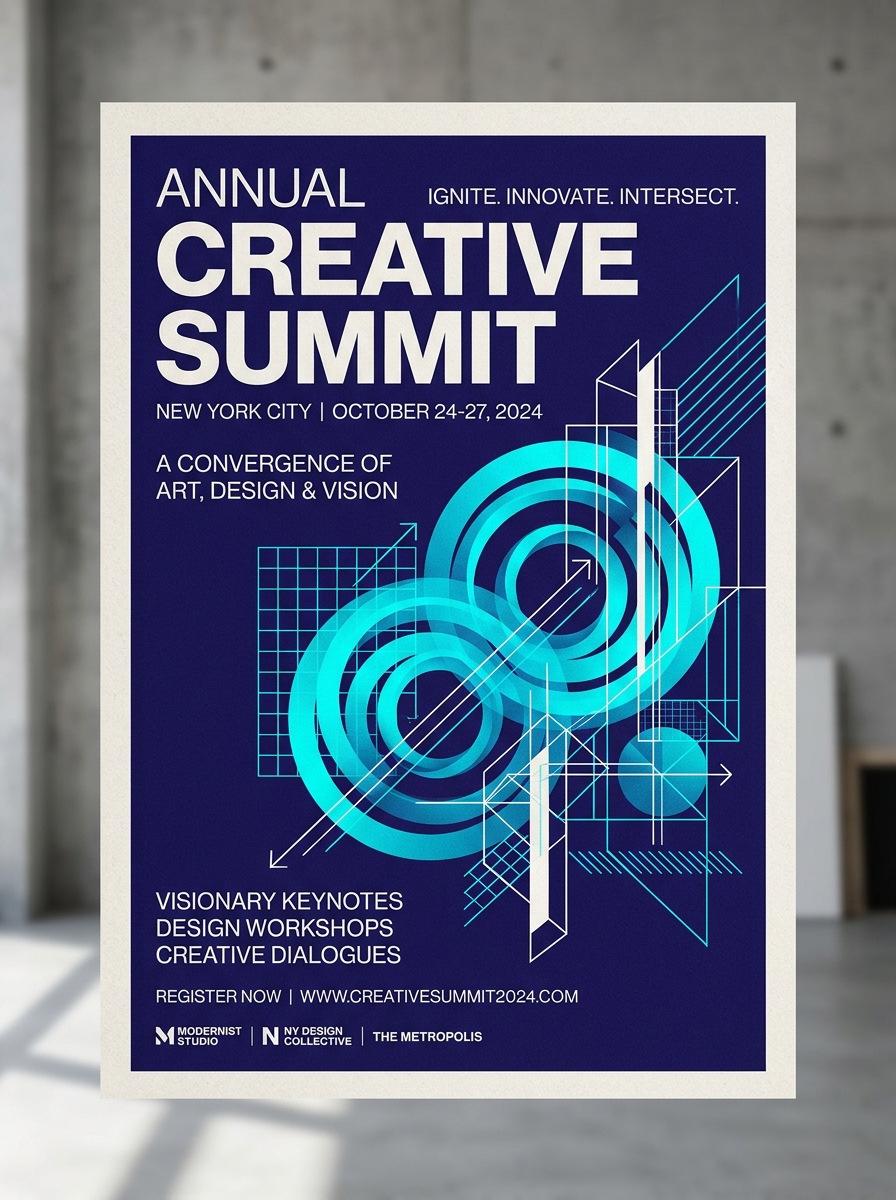 ANNUAL
IGNITE. INNOVATE. INTERSECT.
CREATIVE
SUMMIT
NEW YORK CITY | OCTOBER 24-27, 2024
A CONVERGENCE OF
ART, DESIGN & VISION
VISIONARY KEYNOTES
DESIGN WORKSHOPS
CREATIVE DIALOGUES
REGISTER NOW | WWW.CREATIVESUMMIT2024.COM
M MODERNIST
STUDIO
N NY DESIGN
COLLECTIVE
THE METROPOLIS